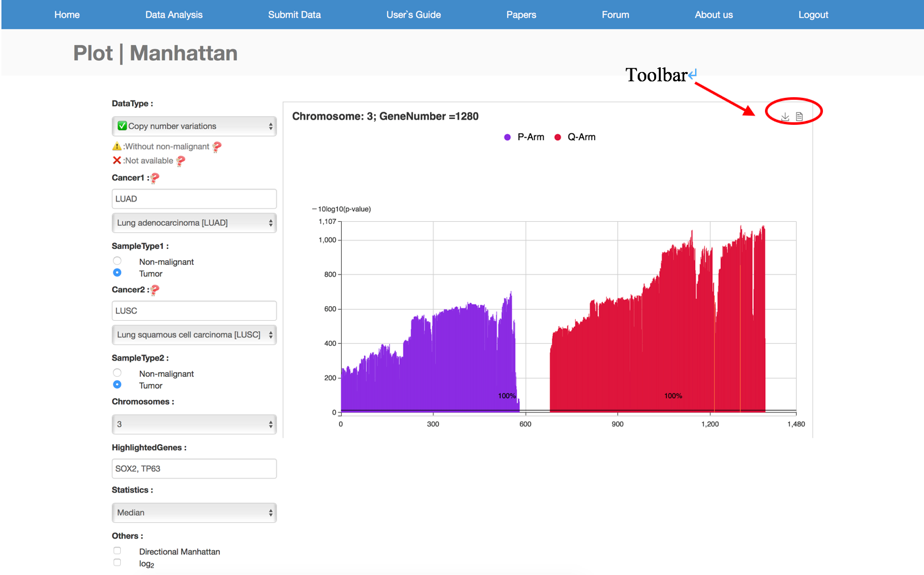 Home Data Analysis Submit Data User`s Guide Papers Forum About us Logout
Plot | Manhattan
Toolbar↵
DataType :
✅Copy number variations
⚠️:Without non-malignant ❓
❌:Not available ❓
Cancer1 :❓
LUAD
Lung adenocarcinoma [LUAD]
SampleType1 :
Non-malignant
Tumor
Cancer2 :❓
LUSC
Lung squamous cell carcinoma [LUSC]
SampleType2 :
Non-malignant
Tumor
Chromosomes :
3
HighlightedGenes :
SOX2, TP63
Statistics :
Median
Others :
Directional Manhattan
log₂
Chromosome: 3; GeneNumber =1280
P-Arm Q-Arm
−10log10(p-value)
1,107
1,000
800
600
400
200
0
100% 100%
0 300 600 900 1,200 1,480